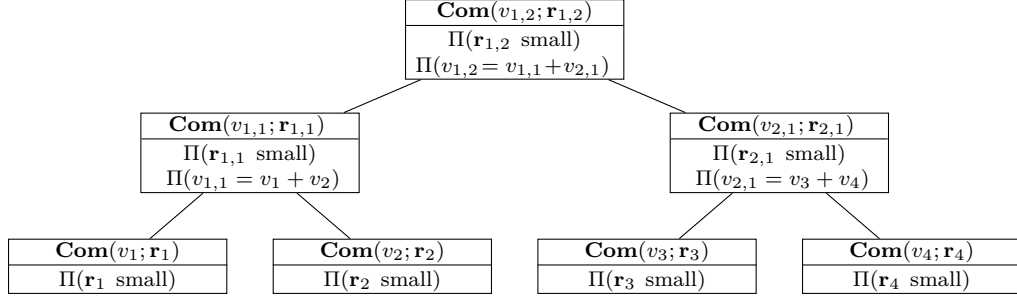 Com(v₁,₂; r₁,₂)
Π(r₁,₂ small)
Π(v₁,₂ = v₁,₁+v₂,₁)
Com(v₁,₁; r₁,₁)
Π(r₁,₁ small)
Π(v₁,₁ = v₁ + v₂)
Com(v₂,₁; r₂,₁)
Π(r₂,₁ small)
Π(v₂,₁ = v₃ + v₄)
Com(v₁; r₁)
Π(r₁ small)
Com(v₂; r₂)
Π(r₂ small)
Com(v₃; r₃)
Π(r₃ small)
Com(v₄; r₄)
Π(r₄ small)